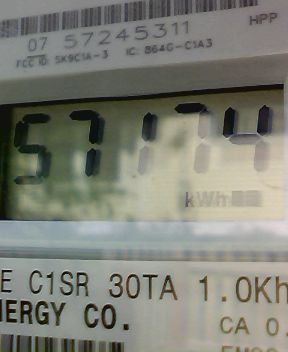 HPP
07 57245311
FCC ID: SK9C1A-3 IC: 864G-C1A3
57174
kWh
E C1SR 30TA 1.0Kh
NERGY CO.
CA 0.